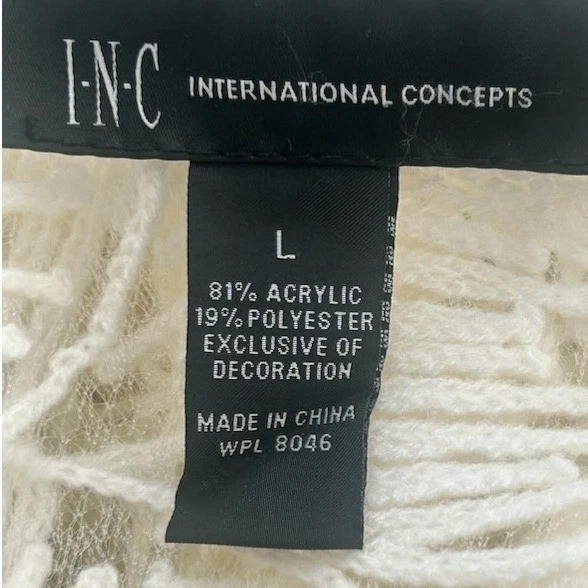 I·N·C INTERNATIONAL CONCEPTS
L
81% ACRYLIC
19% POLYESTER
EXCLUSIVE OF
DECORATION
MADE IN CHINA
WPL 8046